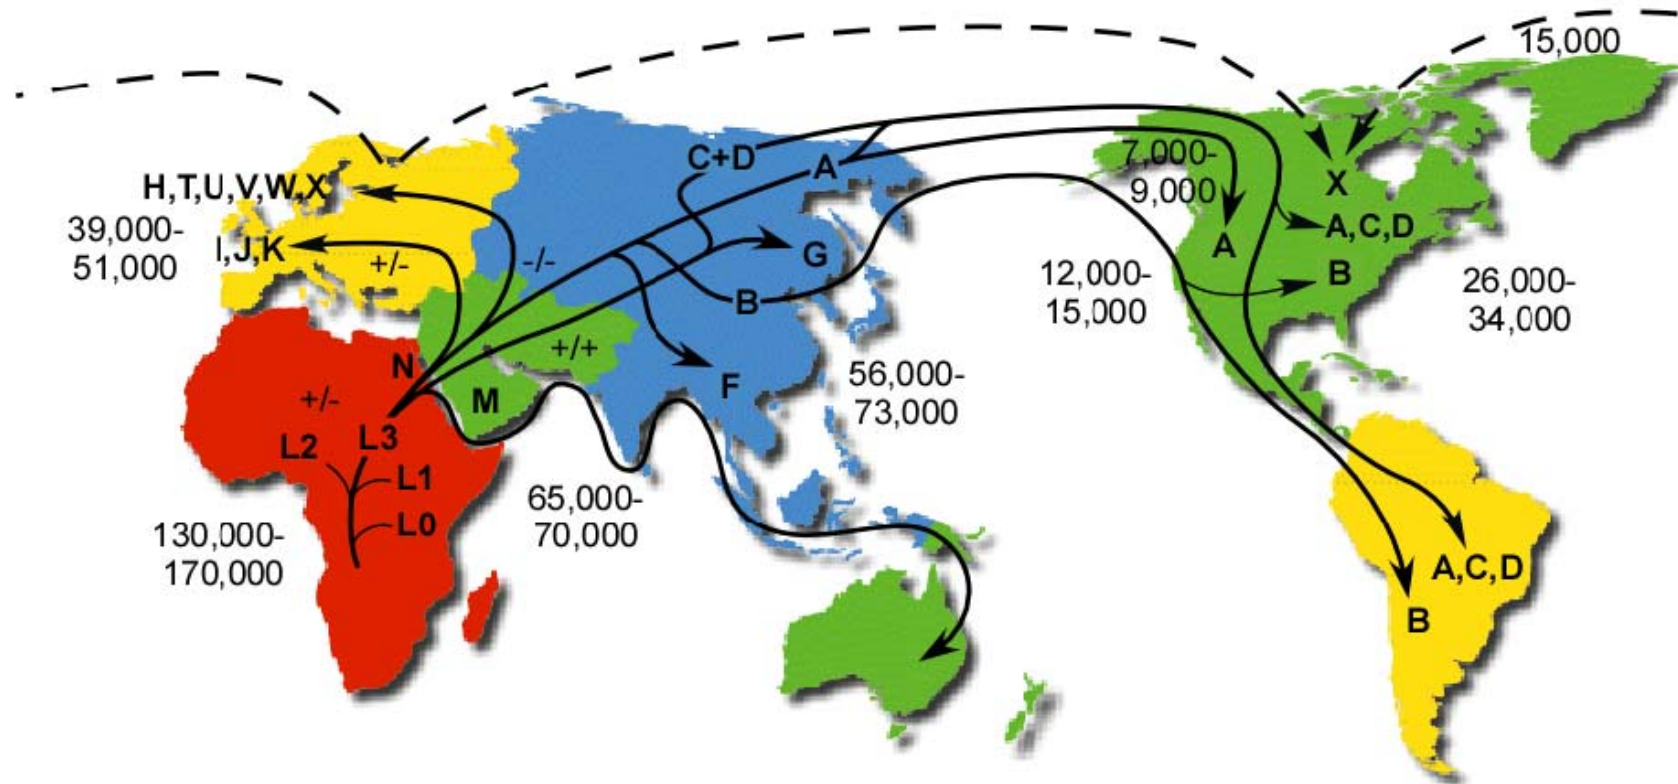 15,000
C+D
A
7,000-
9,000
X
H,T,U,V,W,X
A,C,D
39,000-
51,000
I,J,K
+/-
-/-
G
A
B
12,000-
15,000
B
26,000-
34,000
N
+/+
F
56,000-
73,000
M
+/-
L2
L3
L1
L0
65,000-
70,000
130,000-
170,000
A,C,D
B